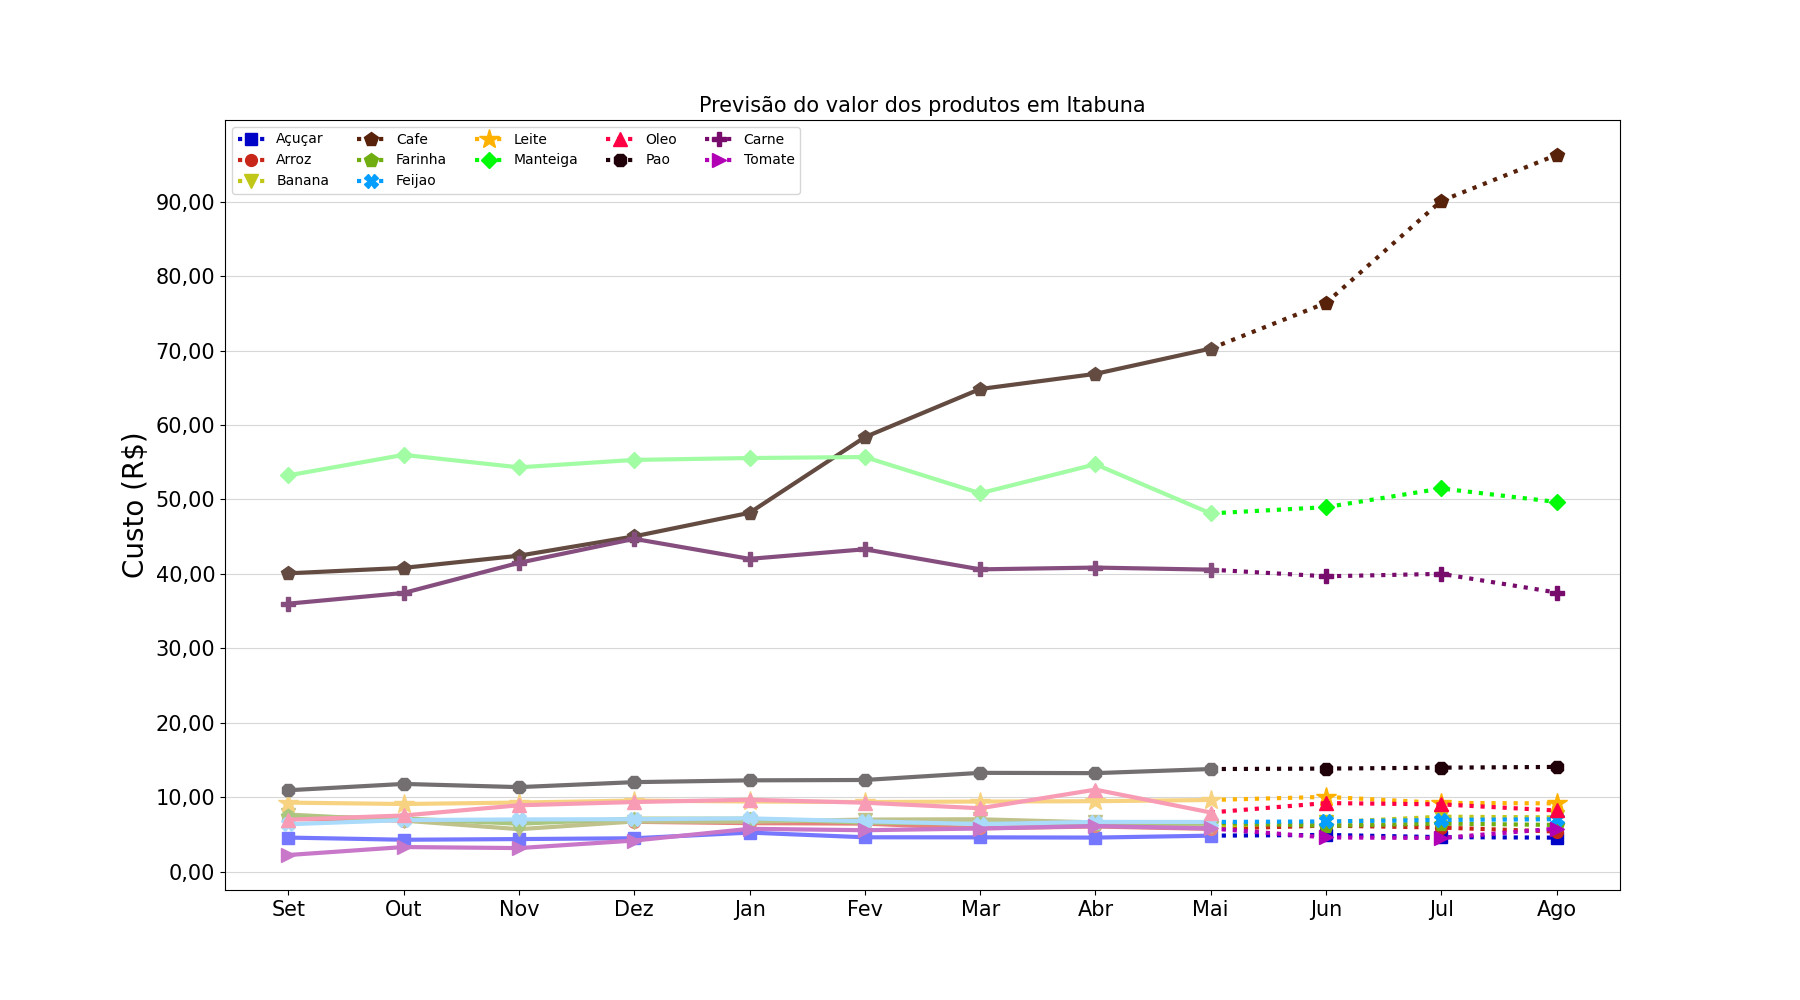 Previsão do valor dos produtos em Itabuna
Açuçar Cafe Leite Oleo Carne
Arroz Farinha Manteiga Pao Tomate
Banana Feijao
Custo (R$)
90,00
80,00
70,00
60,00
50,00
40,00
30,00
20,00
10,00
0,00
Set Out Nov Dez Jan Fev Mar Abr Mai Jun Jul Ago